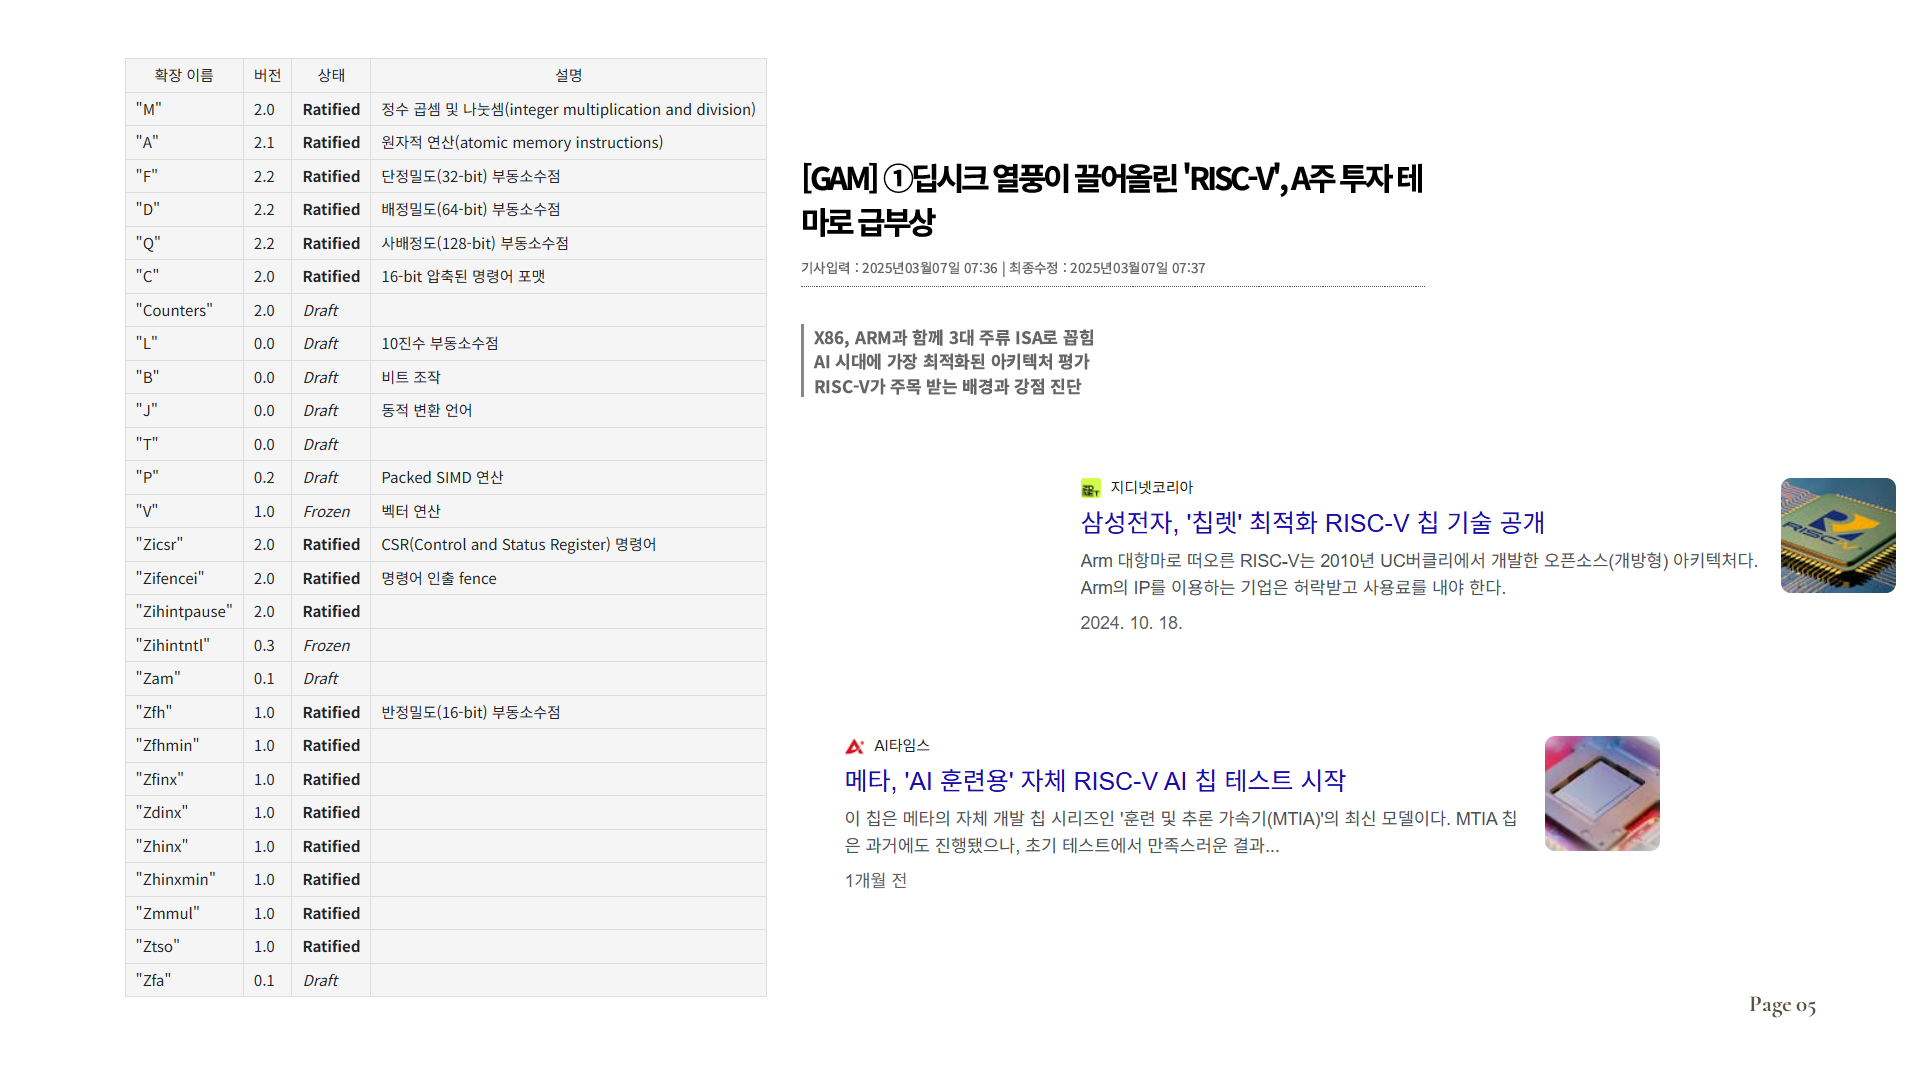 확장 이름 버전 상태 설명
"M" 2.0 Ratified 정수 곱셈 및 나눗셈(integer multiplication and division)
"A" 2.1 Ratified 원자적 연산(atomic memory instructions)
"F" 2.2 Ratified 단정밀도(32-bit) 부동소수점
"D" 2.2 Ratified 배정밀도(64-bit) 부동소수점
"Q" 2.2 Ratified 사배정도(128-bit) 부동소수점
"C" 2.0 Ratified 16-bit 압축된 명령어 포맷
"Counters" 2.0 Draft
"L" 0.0 Draft 10진수 부동소수점
"B" 0.0 Draft 비트 조작
"J" 0.0 Draft 동적 변환 언어
"T" 0.0 Draft
"P" 0.2 Draft Packed SIMD 연산
"V" 1.0 Frozen 벡터 연산
"Zicsr" 2.0 Ratified CSR(Control and Status Register) 명령어
"Zifencei" 2.0 Ratified 명령어 인출 fence
"Zihintpause" 2.0 Ratified
"Zihintntl" 0.3 Frozen
"Zam" 0.1 Draft
"Zfh" 1.0 Ratified 반정밀도(16-bit) 부동소수점
"Zfhmin" 1.0 Ratified
"Zfinx" 1.0 Ratified
"Zdinx" 1.0 Ratified
"Zhinx" 1.0 Ratified
"Zhinxmin" 1.0 Ratified
"Zmmul" 1.0 Ratified
"Ztso" 1.0 Ratified
"Zfa" 0.1 Draft
[GAM] ①딥시크 열풍이 끌어올린 'RISC-V', A주 투자 테
마로 급부상
기사입력 : 2025년03월07일 07:36 | 최종수정 : 2025년03월07일 07:37
X86, ARM과 함께 3대 주류 ISA로 꼽힘
AI 시대에 가장 최적화된 아키텍처 평가
RISC-V가 주목 받는 배경과 강점 진단
지디넷코리아
삼성전자, '칩렛' 최적화 RISC-V 칩 기술 공개
Arm 대항마로 떠오른 RISC-V는 2010년 UC버클리에서 개발한 오픈소스(개방형) 아키텍처다.
Arm의 IP를 이용하는 기업은 허락받고 사용료를 내야 한다.
2024. 10. 18.
RISC-V
AI타임스
메타, 'AI 훈련용' 자체 RISC-V AI 칩 테스트 시작
이 칩은 메타의 자체 개발 칩 시리즈인 '훈련 및 추론 가속기(MTIA)'의 최신 모델이다. MTIA 칩
은 과거에도 진행됐으나, 초기 테스트에서 만족스러운 결과...
1개월 전
Page 05